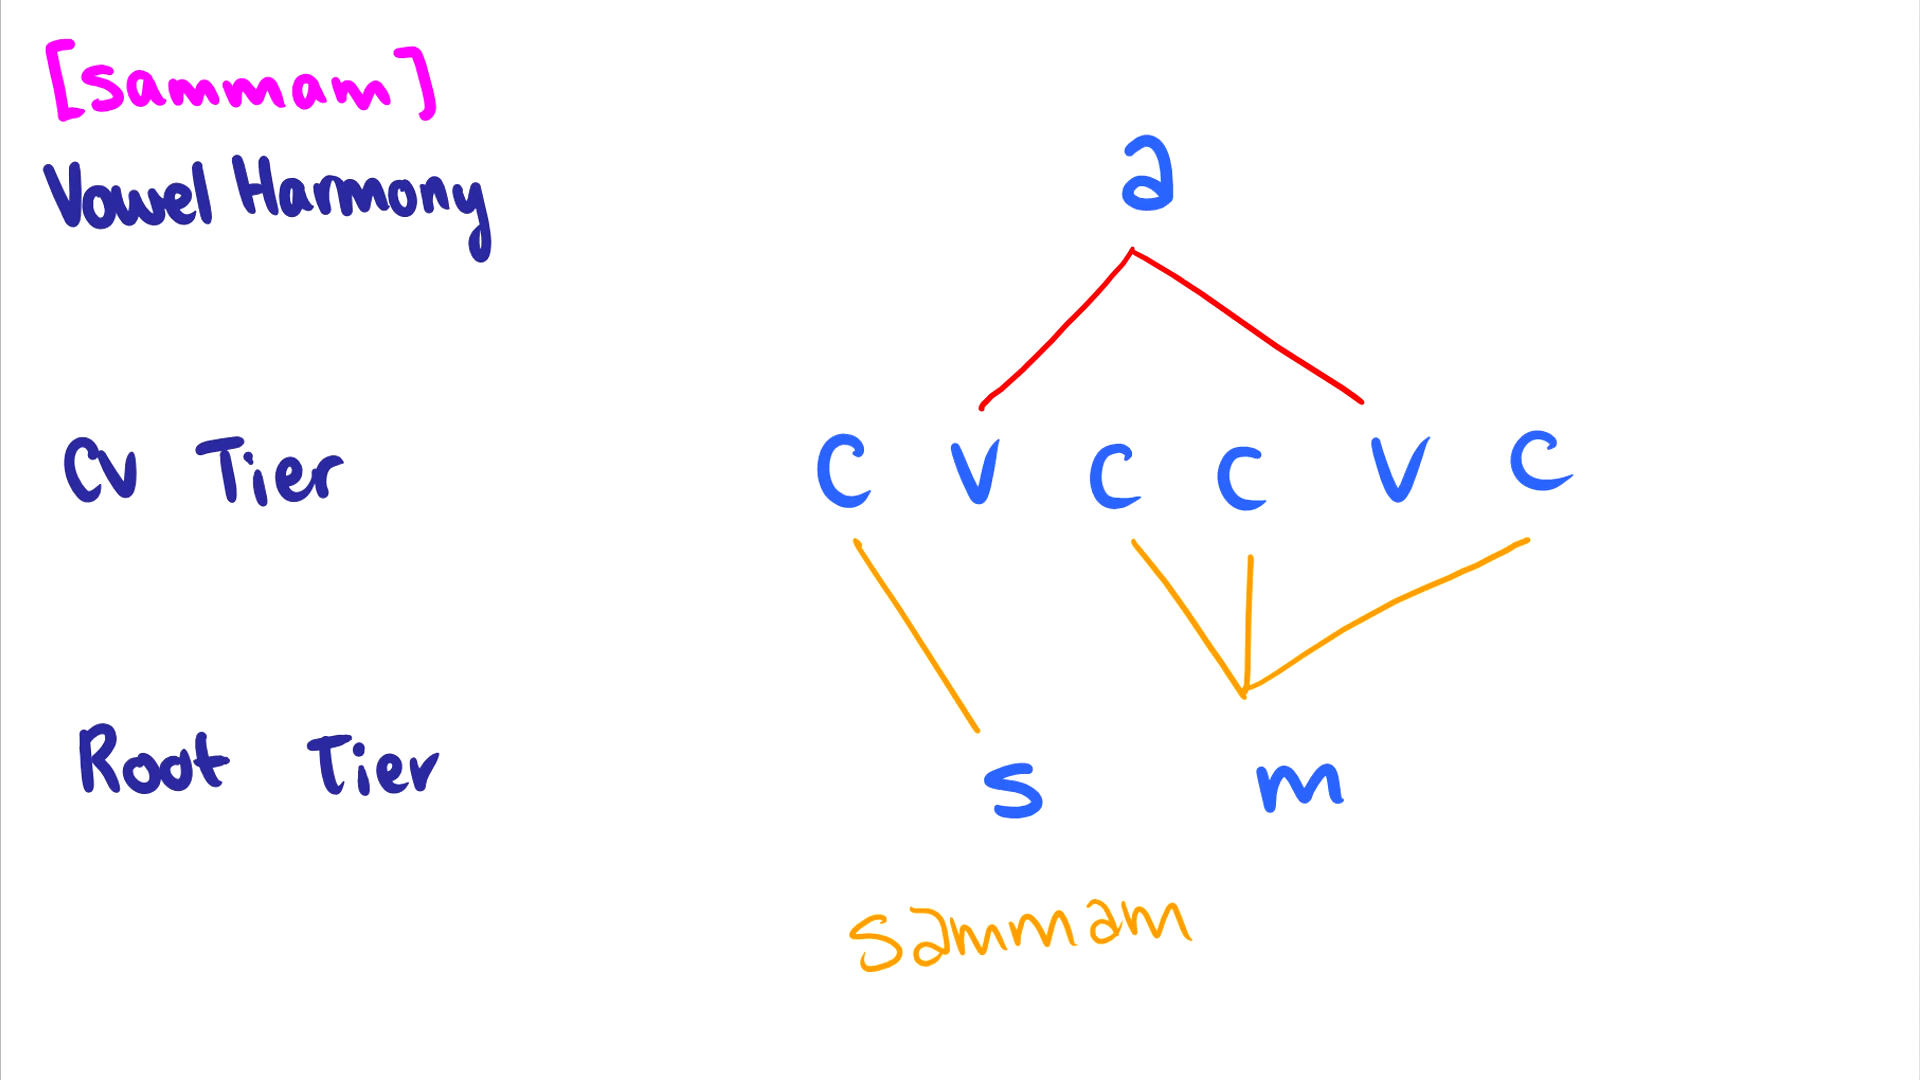 [sammam]
Vowel Harmony
a
CV Tier
C V C C V C
Root Tier
s m
sammam